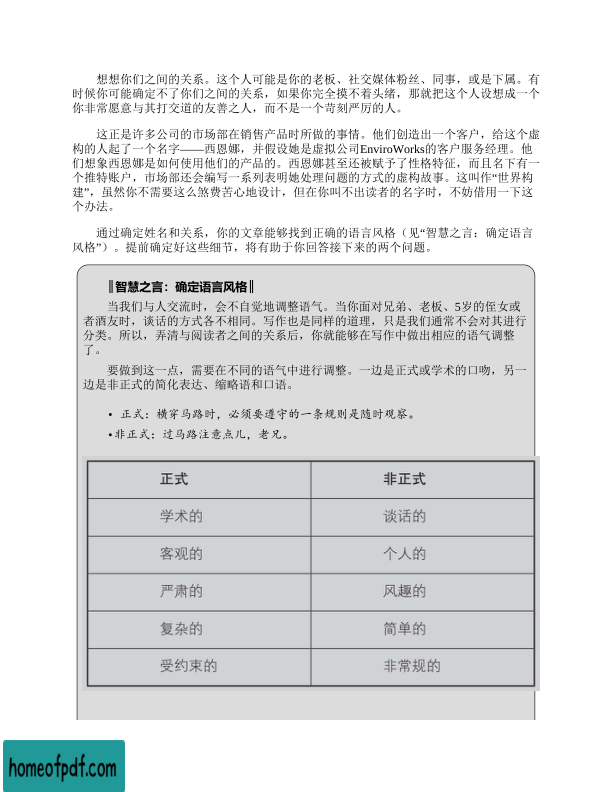 想想你们之间的关系。这个人可能是你的老板、社交媒体粉丝、同事，或是下属。有
时候你可能确定不了你们之间的关系，如果你完全摸不着头绪，那就把这个人设想成一个
你非常愿意与其打交道的友善之人，而不是一个苛刻严厉的人。
这正是许多公司的市场部在销售产品时所做的事情。他们创造出一个客户，给这个虚
构的人起了一个名字——西恩娜，并假设她是虚拟公司EnviroWorks的客户服务经理。他
们想象西恩娜是如何使用他们的产品的。西恩娜甚至还被赋予了性格特征，而且名下有一
个推特账户，市场部还会编写一系列表明她处理问题的方式的虚构故事。这叫作“世界构
建”，虽然你不需要这么煞费苦心地设计，但在你叫不出读者的名字时，不妨借用一下这
个办法。
通过确定姓名和关系，你的文章能够找到正确的语言风格（见“智慧之言：确定语言
风格”）。提前确定好这些细节，将有助于你回答接下来的两个问题。
‖智慧之言：确定语言风格‖
当我们与人交流时，会不自觉地调整语气。当你面对兄弟、老板、5岁的侄女或
者酒友时，谈话的方式各不相同。写作也是同样的道理，只是我们通常不会对其进行
分类。所以，弄清与阅读者之间的关系后，你就能够在写作中做出相应的语气调整
了。
要做到这一点，需要在不同的语气中进行调整。一边是正式或学术的口吻，另一
边是非正式的简化表达、缩略语和口语。
• 正式：横穿马路时，必须要遵守的一条规则是随时观察。
•非正式：过马路注意点儿，老兄。
正式 非正式
学术的 谈话的
客观的 个人的
严肃的 风趣的
复杂的 简单的
受约束的 非常规的
homeofpdf.com